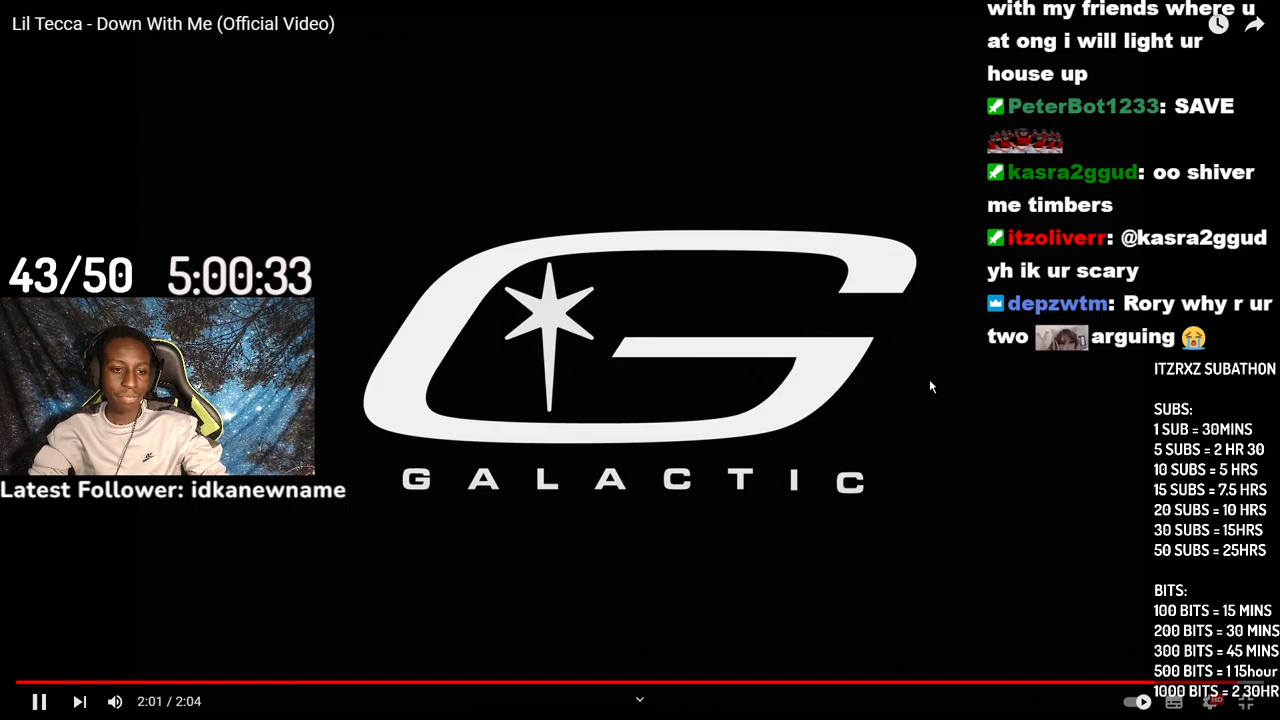 Lil Tecca - Down With Me (Official Video)
with my friends where u
at ong i will light ur
house up
PeterBot1233: SAVE
kasra2ggud: oo shiver
me timbers
itzoliverr: @kasra2ggud
yh ik ur scary
depzwtm: Rory why r ur
two arguing 😭
43/50 5:00:33
GALACTIC
Latest Follower: idkanewname
ITZRXZ SUBATHON
SUBS:
1 SUB = 30MINS
5 SUBS = 2 HR 30
10 SUBS = 5 HRS
15 SUBS = 7.5 HRS
20 SUBS = 10 HRS
30 SUBS = 15HRS
50 SUBS = 25HRS
BITS:
100 BITS = 15 MINS
200 BITS = 30 MINS
300 BITS = 45 MINS
500 BITS = 1 15hour
1000 BITS = 2 30HR
2:01 / 2:04
HD